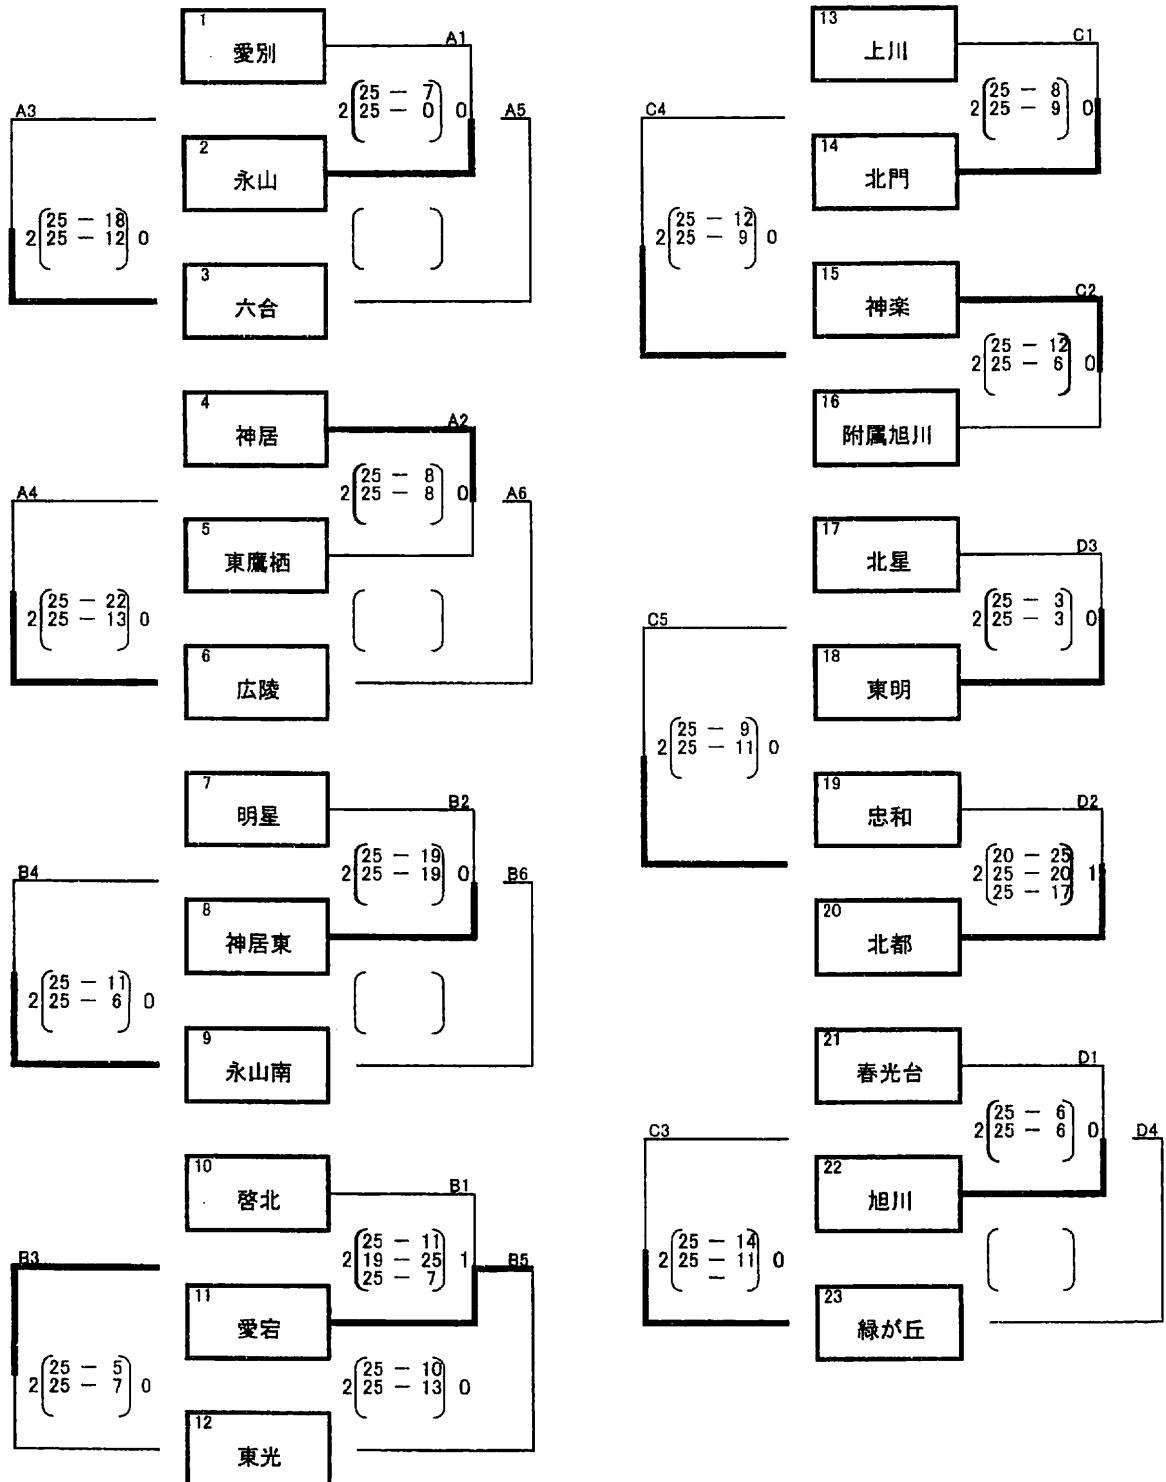 1
愛別
A1
2 25 - 7 0
25 - 0
A3
A5
2
永山
2 25 - 18 0
25 - 12
3
六合
4
神居
A2
2 25 - 8 0
25 - 8
A4
A6
5
東鷹栖
2 25 - 22 0
25 - 13
6
広陵
7
明星
B2
2 25 - 19 0
25 - 19
B4
B6
8
神居東
2 25 - 11 0
25 - 6
9
永山南
10
啓北
B1
2 25 - 11 1
19 - 25
25 - 7
B3
B5
11
愛宕
2 25 - 5 0
25 - 7
2 25 - 10 0
25 - 13
12
東光
13
上川
C1
2 25 - 8 0
25 - 9
C4
14
北門
2 25 - 12 0
25 - 9
15
神楽
C2
2 25 - 12 0
25 - 6
16
附属旭川
17
北星
D3
2 25 - 3 0
25 - 3
C5
18
東明
2 25 - 9 0
25 - 11
19
忠和
D2
2 20 - 25 1
25 - 20
25 - 17
20
北都
21
春光台
D1
2 25 - 6 0
25 - 6
C3
D4
22
旭川
2 25 - 14 0
25 - 11
-
23
緑が丘